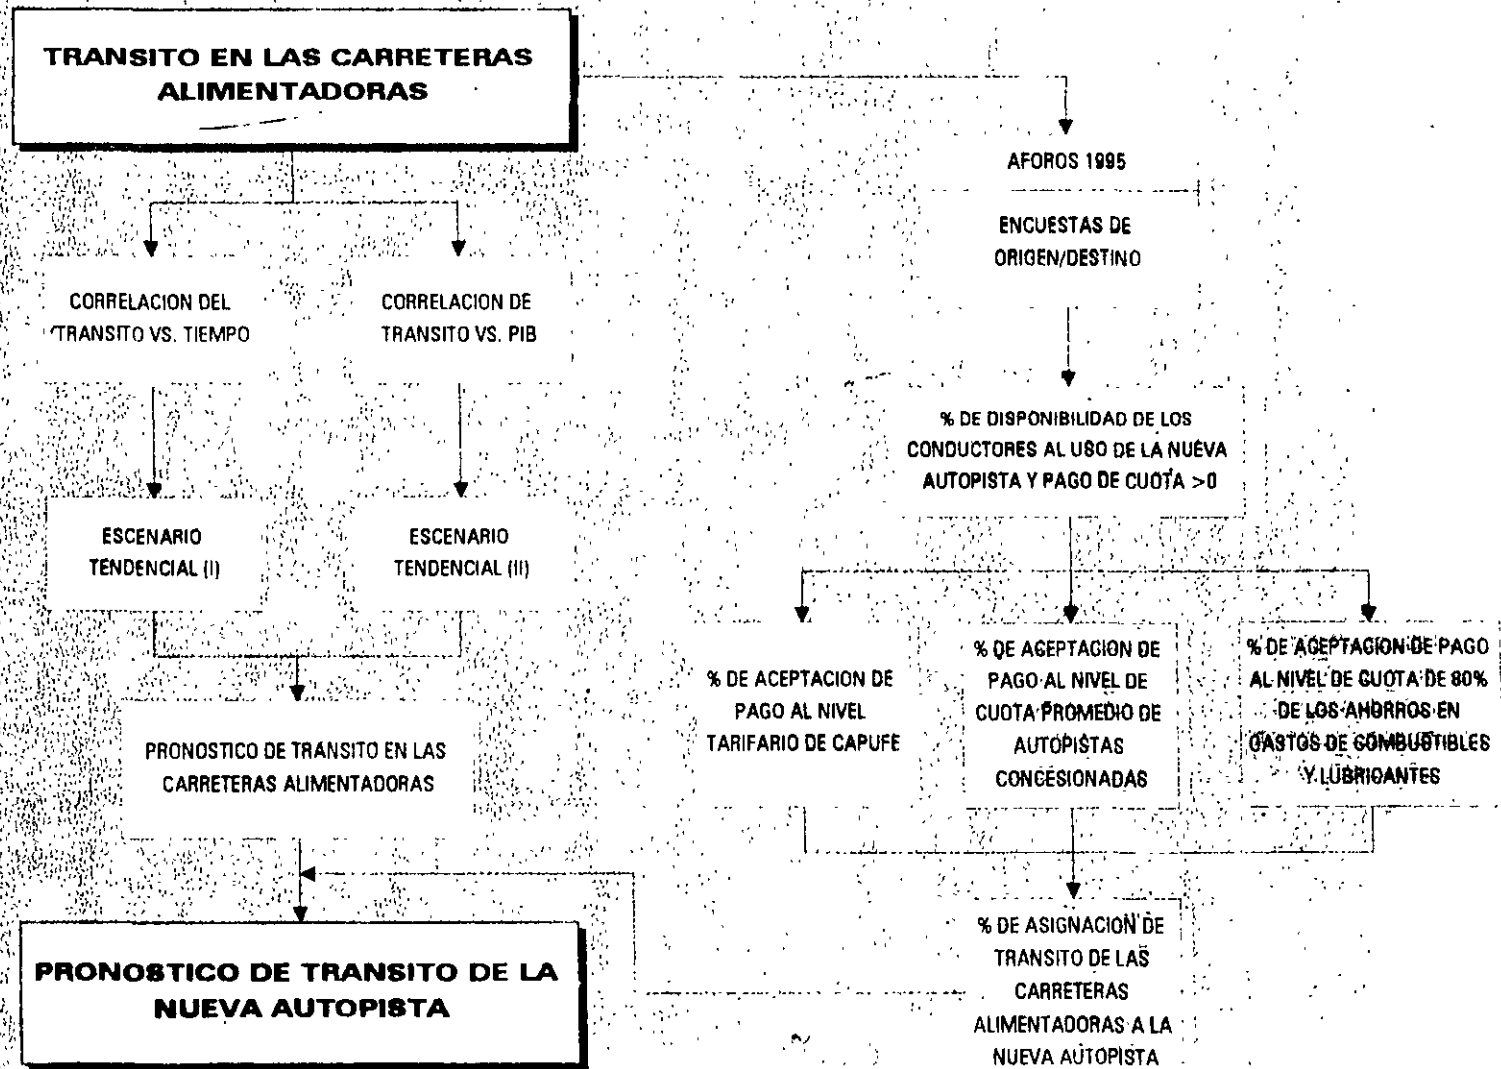 TRANSITO EN LAS CARRETERAS
ALIMENTADORAS
AFOROS 1995
ENCUESTAS DE
ORIGEN/DESTINO
CORRELACION DEL
TRANSITO VS. TIEMPO
CORRELACION DE
TRANSITO VS. PIB
% DE DISPONIBILIDAD DE LOS
CONDUCTORES AL USO DE LA NUEVA
AUTOPISTA Y PAGO DE CUOTA >0
ESCENARIO
TENDENCIAL (I)
ESCENARIO
TENDENCIAL (II)
% DE ACEPTACION DE
PAGO AL NIVEL
TARIFARIO DE CAPUFE
% DE ACEPTACION DE
PAGO AL NIVEL DE
CUOTA PROMEDIO DE
AUTOPISTAS
CONCESIONADAS
% DE ACEPTACION DE PAGO
AL NIVEL DE CUOTA DE 80%
DE LOS AHORROS EN
GASTOS DE COMBUSTIBLES
Y LUBRICANTES
PRONOSTICO DE TRANSITO EN LAS
CARRETERAS ALIMENTADORAS
% DE ASIGNACION DE
TRANSITO DE LAS
CARRETERAS
ALIMENTADORAS A LA
NUEVA AUTOPISTA
PRONOSTICO DE TRANSITO DE LA
NUEVA AUTOPISTA